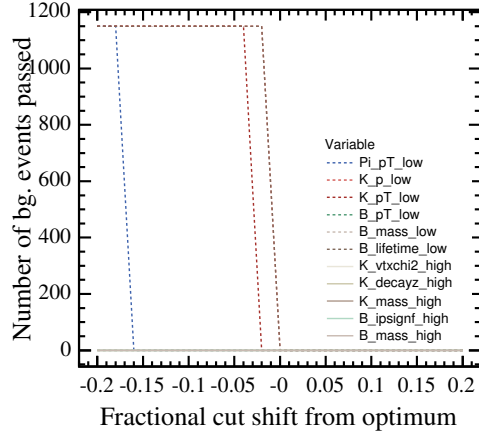 1200
1000
800
600
400
200
0
Number of bg. events passed
Variable
Pi_pT_low
K_p_low
K_pT_low
B_pT_low
B_mass_low
B_lifetime_low
K_vtxchi2_high
K_decayz_high
K_mass_high
B_ipsignf_high
B_mass_high
-0.2 -0.15 -0.1 -0.05 -0 0.05 0.1 0.15 0.2
Fractional cut shift from optimum